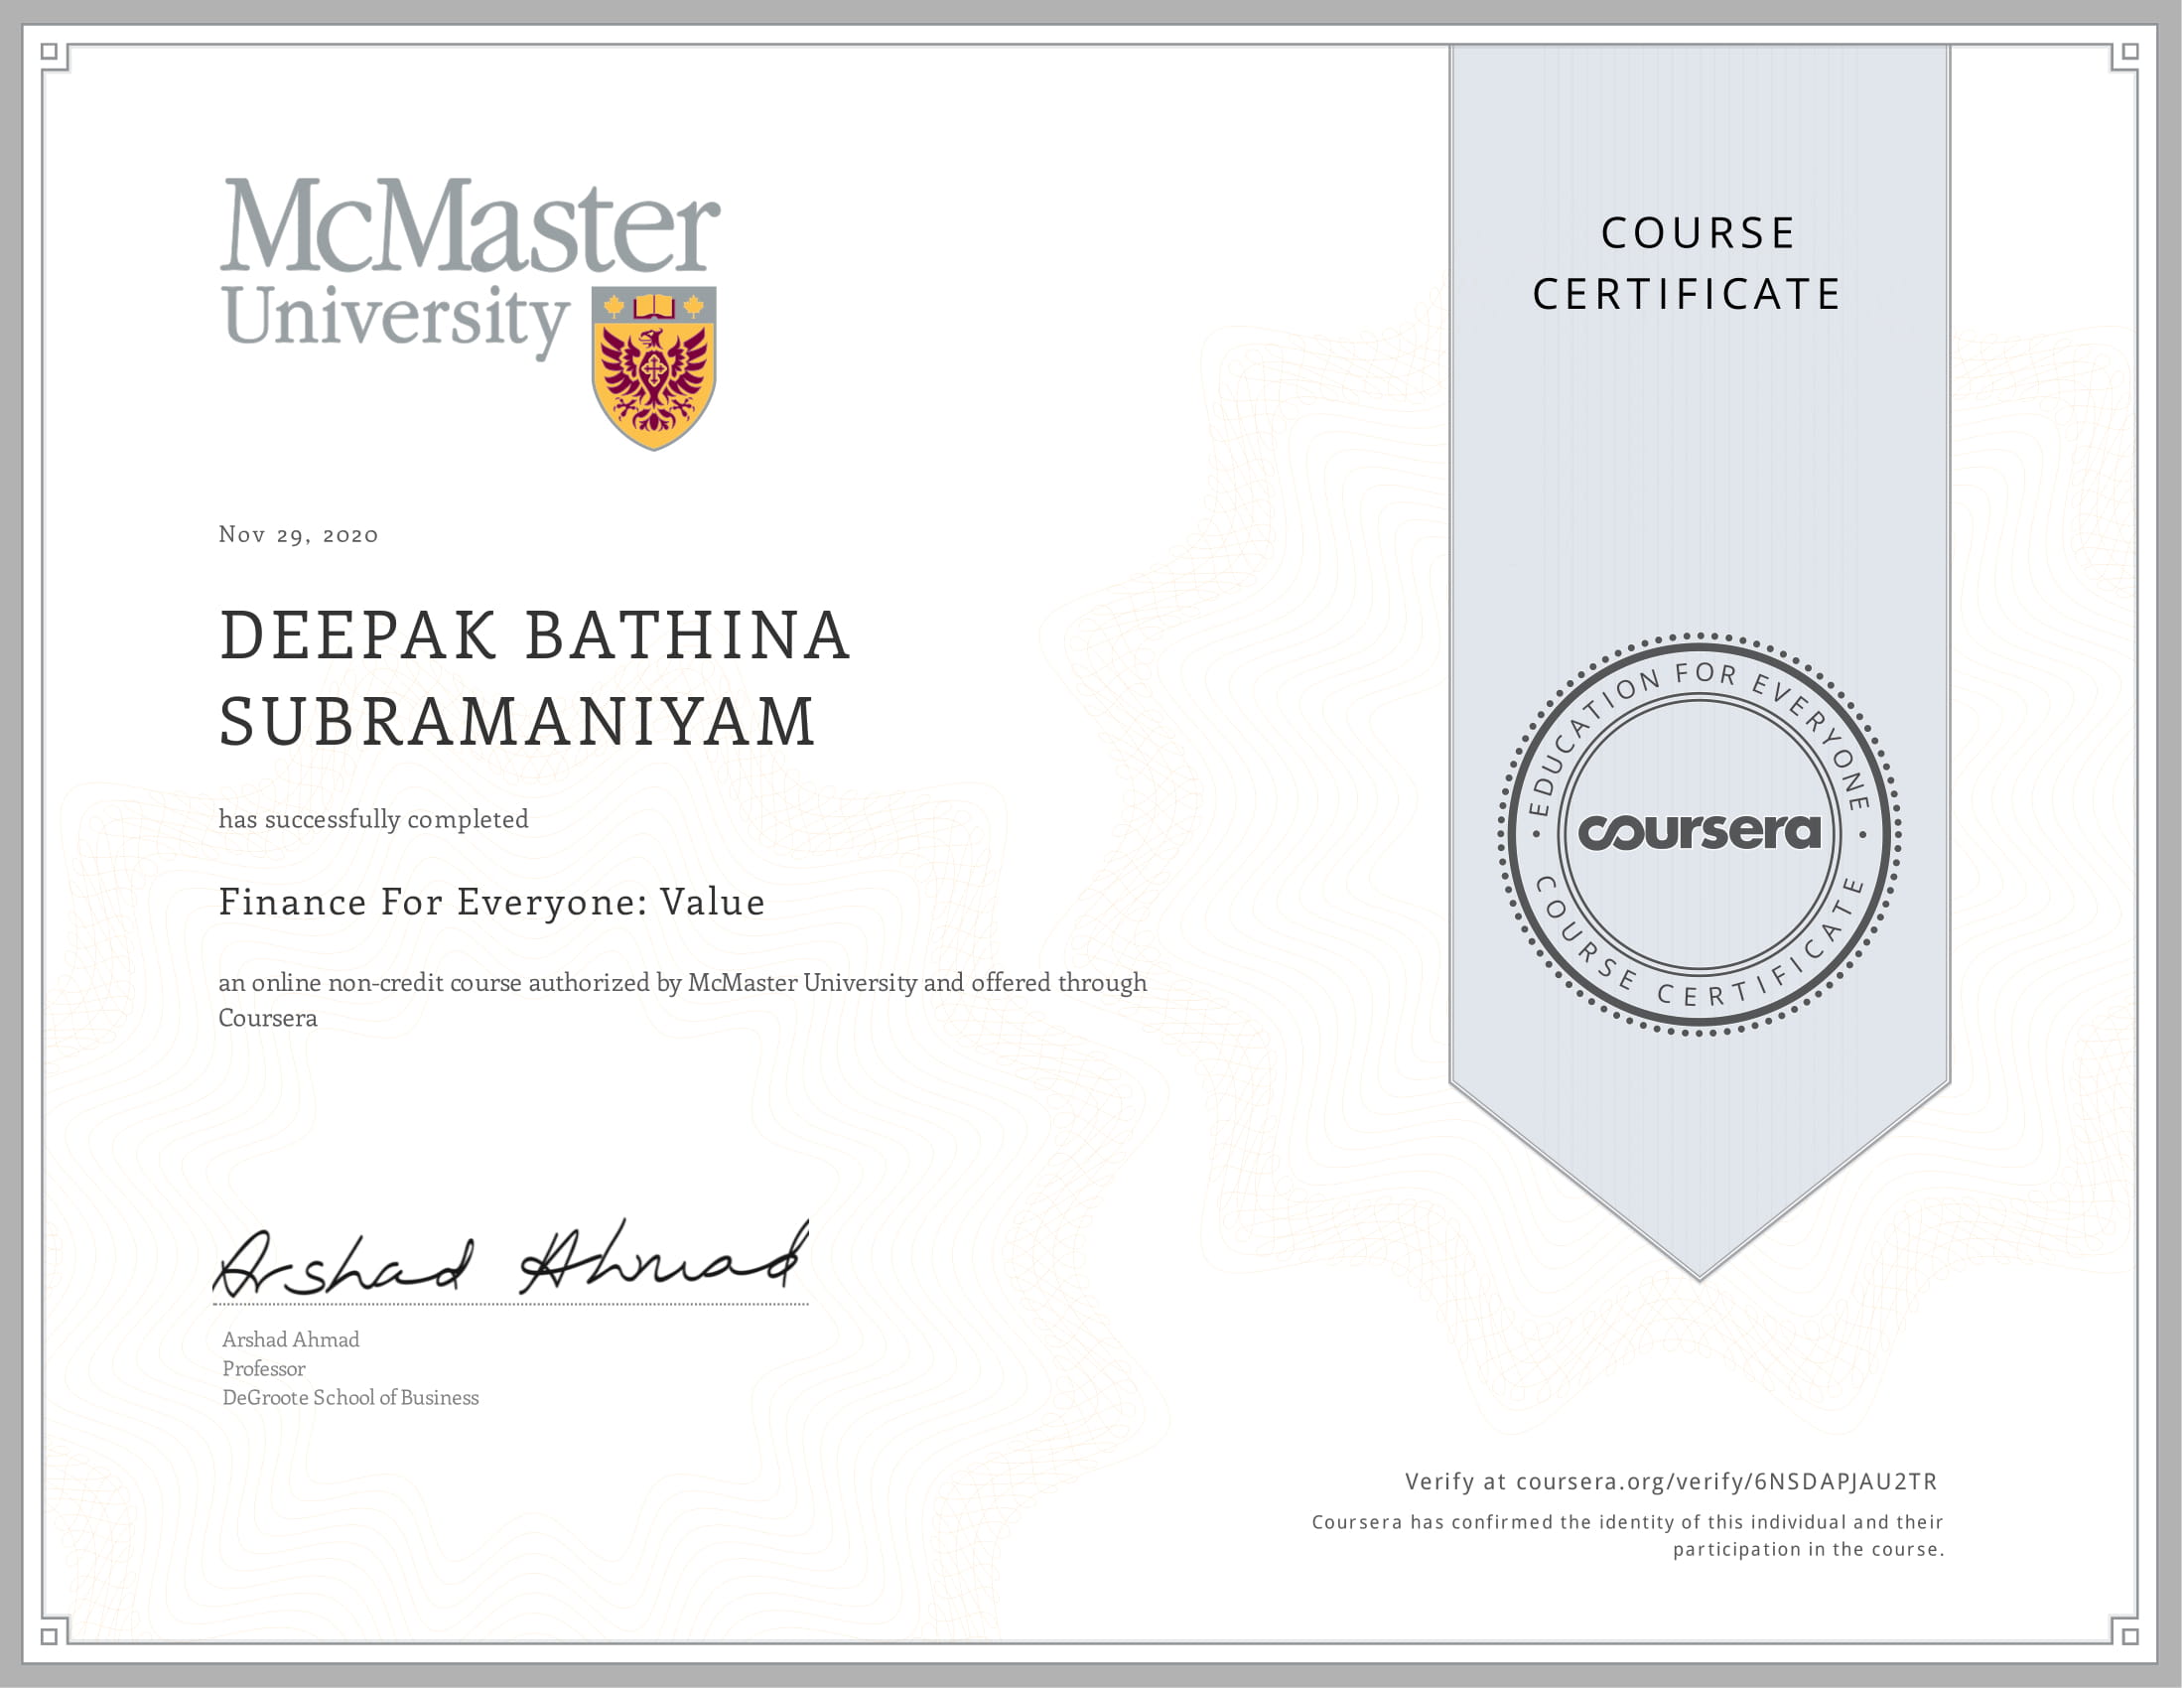 McMaster
University
COURSE
CERTIFICATE
Nov 29, 2020
DEEPAK BATHINA
SUBRAMANIYAM
has successfully completed
Finance For Everyone: Value
an online non-credit course authorized by McMaster University and offered through
Coursera
EDUCATION FOR EVERYONE
coursera
COURSE CERTIFICATE
Arshad Ahmad
Arshad Ahmad
Professor
DeGroote School of Business
Verify at coursera.org/verify/6NSDAPJAU2TR
Coursera has confirmed the identity of this individual and their
participation in the course.